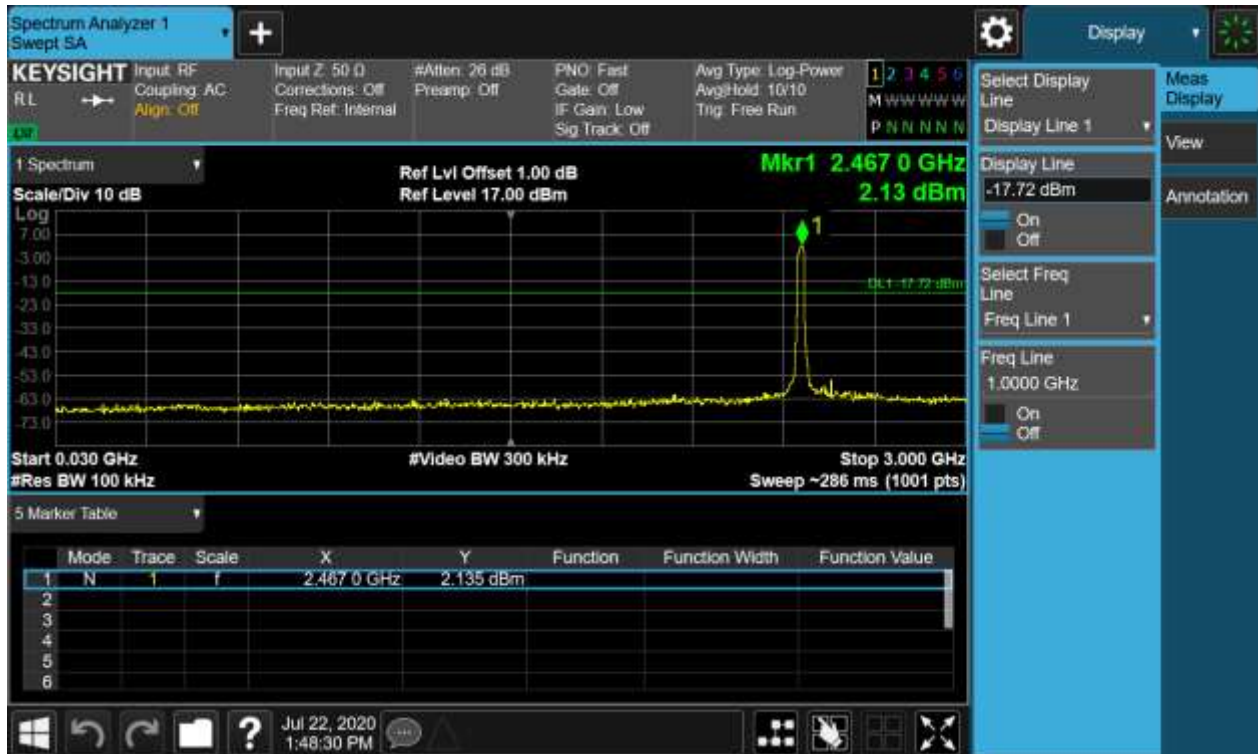 Spectrum Analyzer 1
Swept SA
+
Display
KEYSIGHT
RL
Input: RF
Coupling: AC
Align: Off
Input Z: 50 Ω
Corrections: Off
Freq Ref: Internal
#Atten: 26 dB
Preamp: Off
PNO: Fast
Gate: Off
IF Gain: Low
Sig Track: Off
Avg Type: Log-Power
Avg|Hold: 10/10
Trig: Free Run
1 2 3 4 5 6
M W W W W W
P N N N N N
1 Spectrum
Scale/Div 10 dB
Ref Lvl Offset 1.00 dB
Ref Level 17.00 dBm
Mkr1 2.467 0 GHz
2.13 dBm
Log
7.00
-3.00
-13.0
-23.0
-33.0
-43.0
-53.0
-63.0
-73.0
1
DL1 -17.72 dBm
Start 0.030 GHz
#Res BW 100 kHz
#Video BW 300 kHz
Stop 3.000 GHz
Sweep ~286 ms (1001 pts)
5 Marker Table
Mode Trace Scale X Y Function Function Width Function Value
1 N 1 f 2.467 0 GHz 2.135 dBm
2
3
4
5
6
Jul 22, 2020
1:48:30 PM
Select Display
Line
Display Line 1
Display Line
-17.72 dBm
On
Off
Select Freq
Line
Freq Line 1
Freq Line
1.0000 GHz
On
Off
Meas
Display
View
Annotation